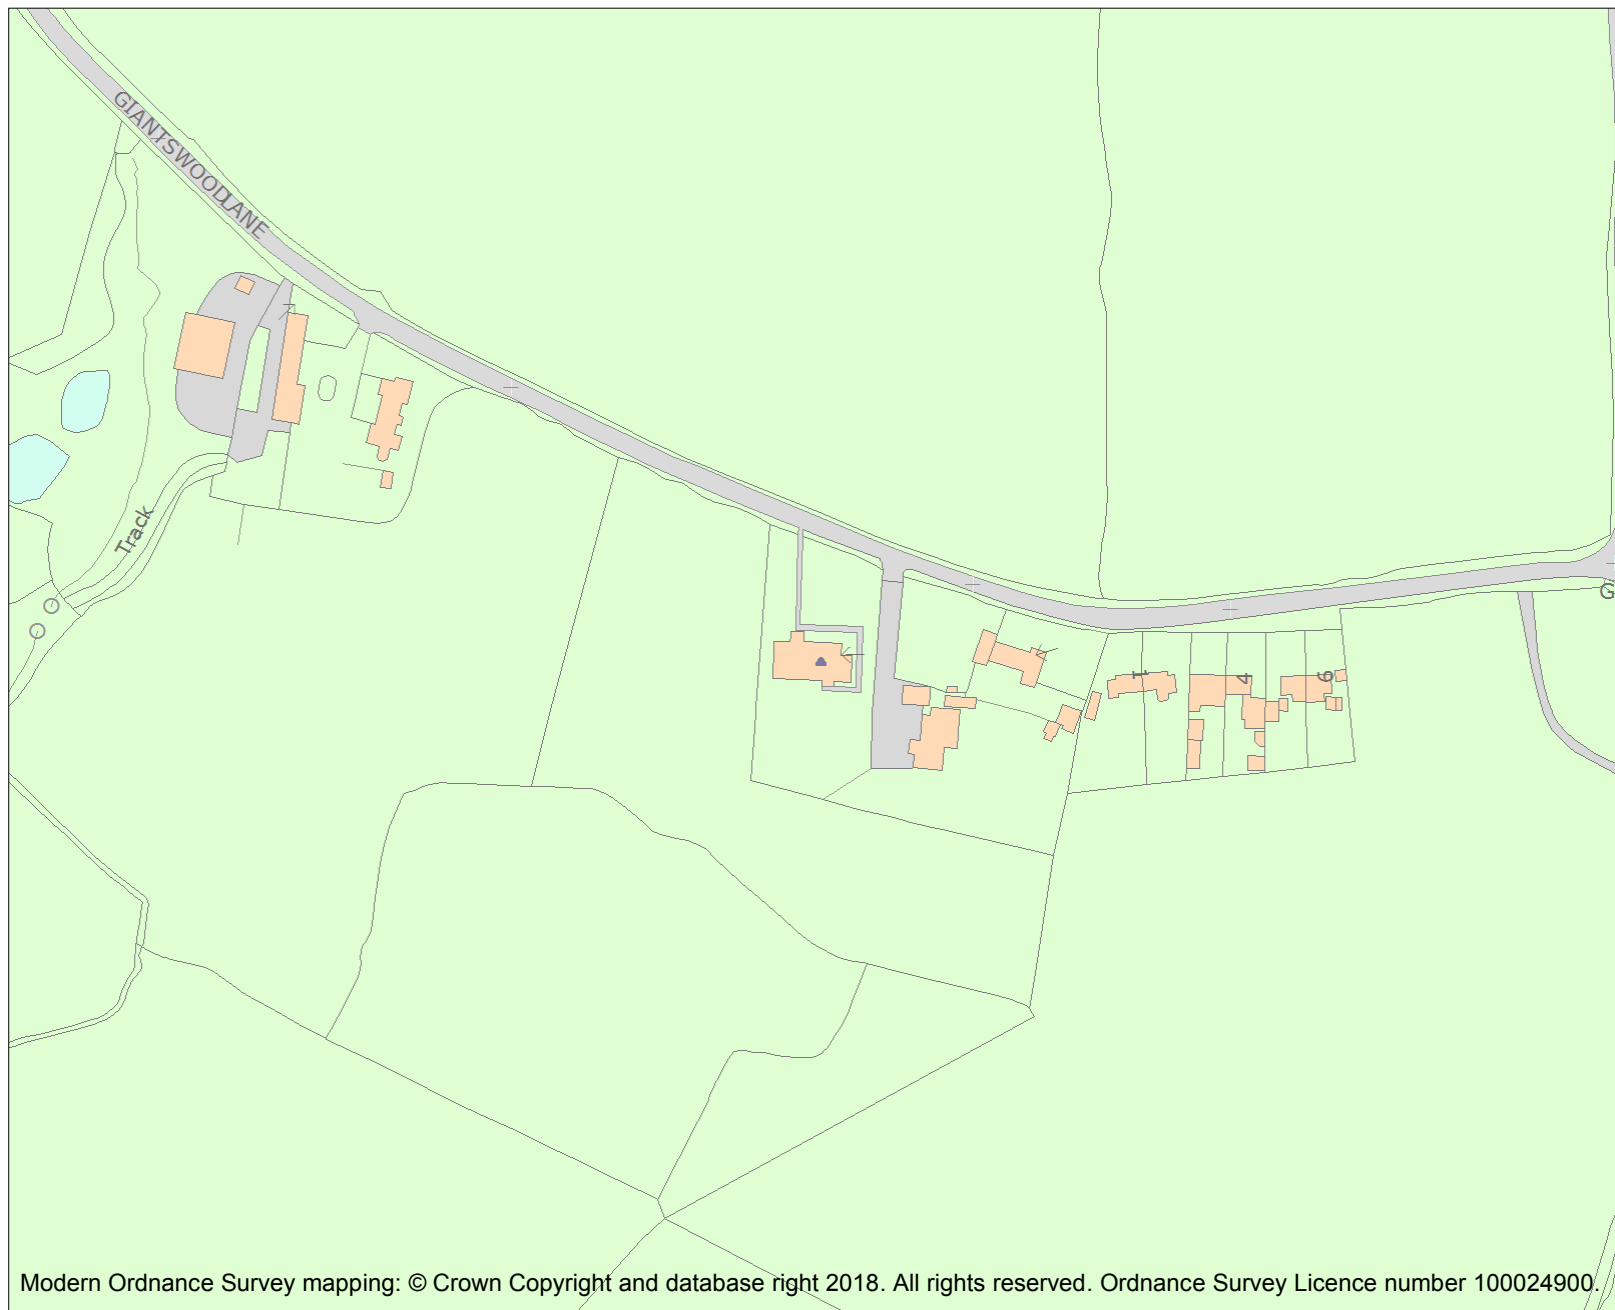 GIANTSWOOD LANE
Track
G
1
4
6
Modern Ordnance Survey mapping: © Crown Copyright and database right 2018. All rights reserved. Ordnance Survey Licence number 100024900.